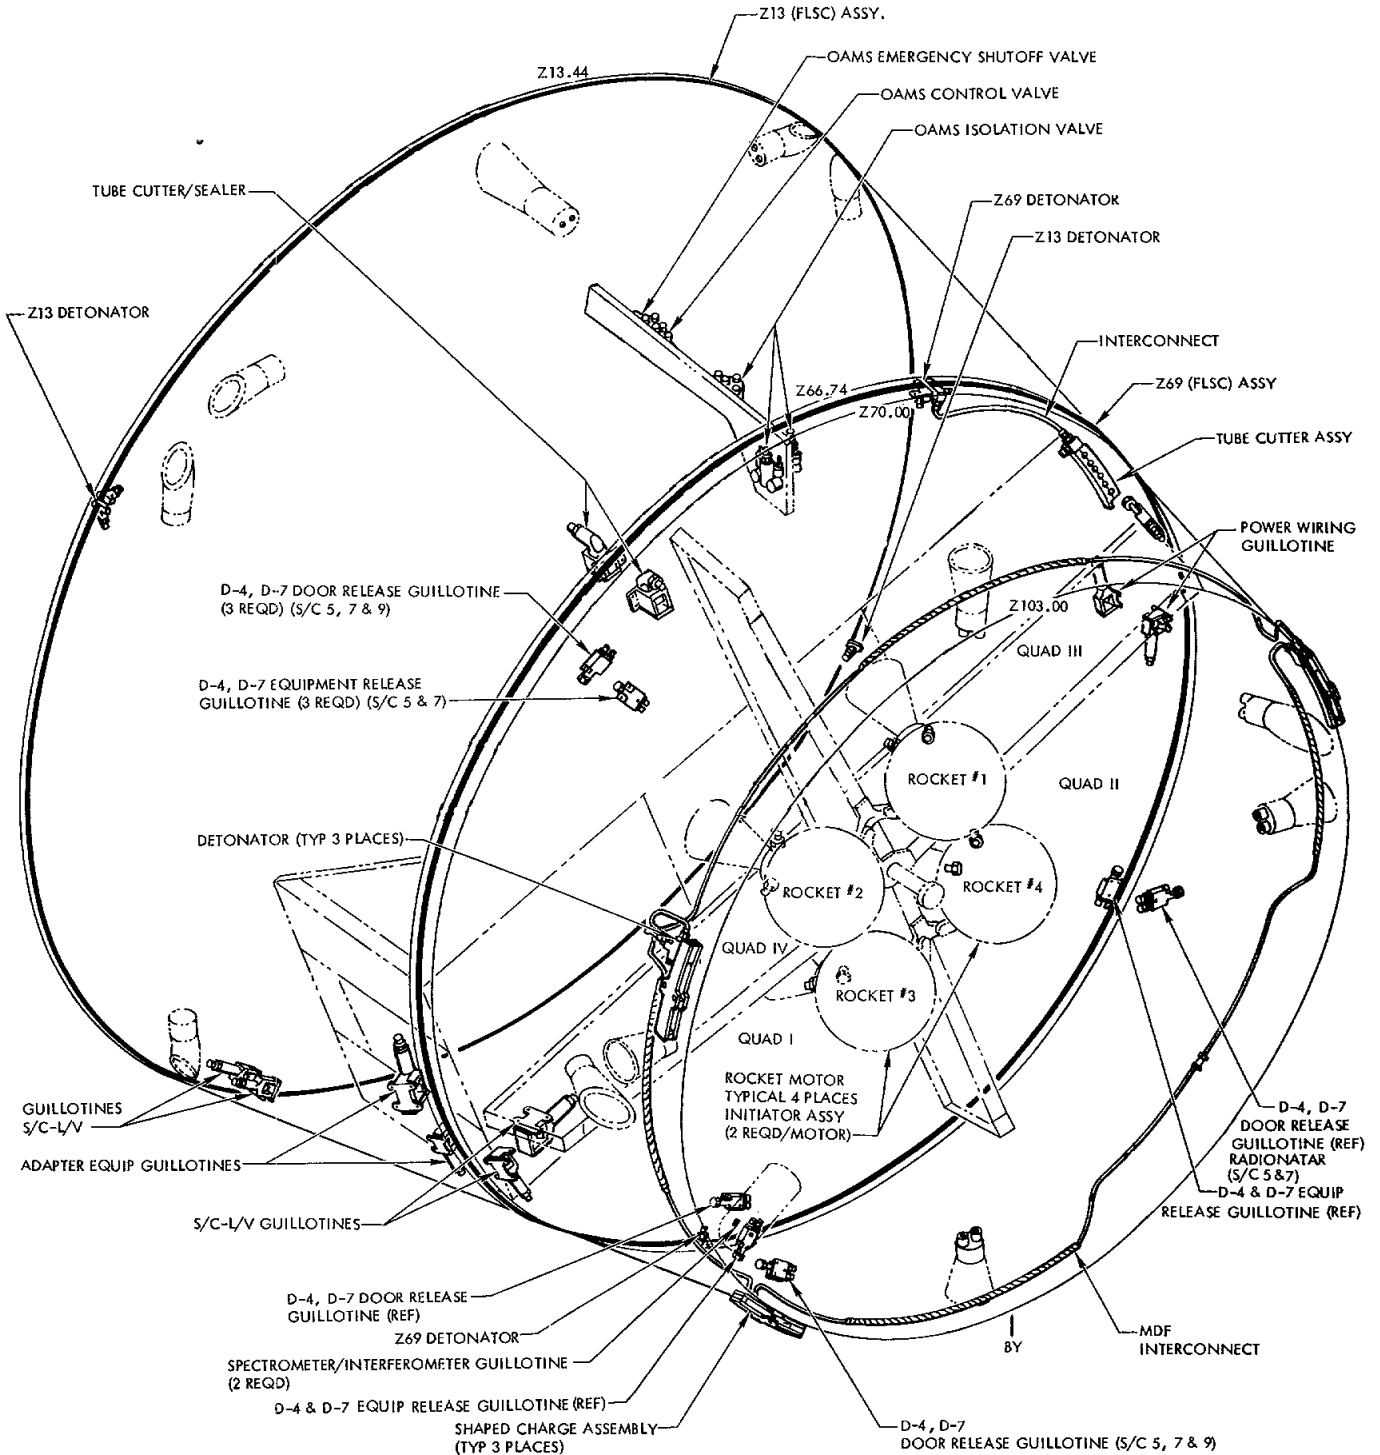 Z13 (FLSC) ASSY.
Z13.44
OAMS EMERGENCY SHUTOFF VALVE
OAMS CONTROL VALVE
OAMS ISOLATION VALVE
TUBE CUTTER/SEALER
Z69 DETONATOR
Z13 DETONATOR
Z13 DETONATOR
INTERCONNECT
Z69 (FLSC) ASSY
Z66.74
Z70.00
TUBE CUTTER ASSY
POWER WIRING
GUILLOTINE
D-4, D-7 DOOR RELEASE GUILLOTINE
(3 REQD) (S/C 5, 7 & 9)
Z103.00
QUAD III
D-4, D-7 EQUIPMENT RELEASE
GUILLOTINE (3 REQD) (S/C 5 & 7)
ROCKET #1
QUAD II
DETONATOR (TYP 3 PLACES)
ROCKET #2
ROCKET #4
QUAD IV
ROCKET #3
QUAD I
ROCKET MOTOR
TYPICAL 4 PLACES
INITIATOR ASSY
(2 REQD/MOTOR)
GUILLOTINES
S/C-L/V
ADAPTER EQUIP GUILLOTINES
S/C-L/V GUILLOTINES
D-4, D-7
DOOR RELEASE
GUILLOTINE (REF)
RADIONATAR
(S/C 5&7)
D-4 & D-7 EQUIP
RELEASE GUILLOTINE (REF)
D-4, D-7 DOOR RELEASE
GUILLOTINE (REF)
Z69 DETONATOR
SPECTROMETER/INTERFEROMETER GUILLOTINE
(2 REQD)
D-4 & D-7 EQUIP RELEASE GUILLOTINE (REF)
SHAPED CHARGE ASSEMBLY
(TYP 3 PLACES)
BY
MDF
INTERCONNECT
D-4, D-7
DOOR RELEASE GUILLOTINE (S/C 5, 7 & 9)